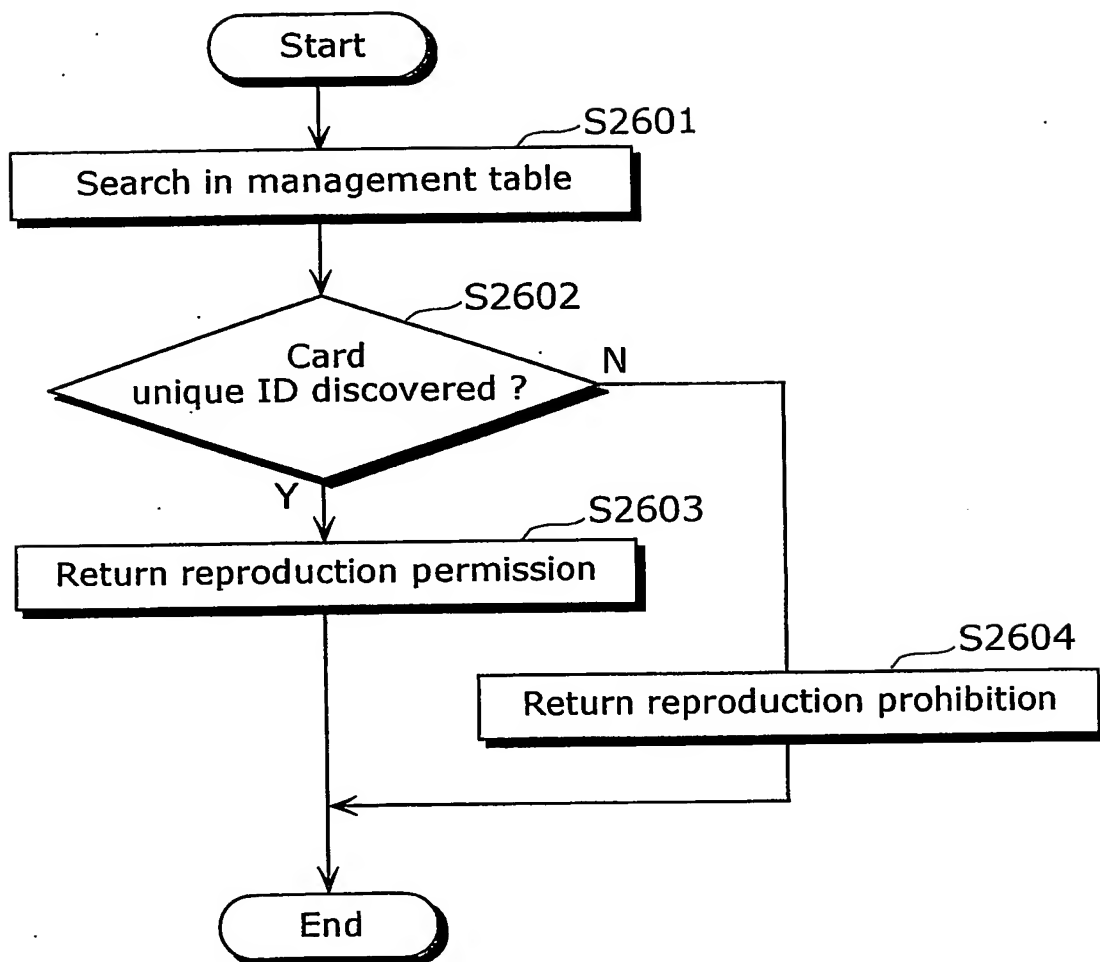 Start
S2601
Search in management table
S2602
Card
unique ID discovered ?
N
Y
S2603
Return reproduction permission
S2604
Return reproduction prohibition
End